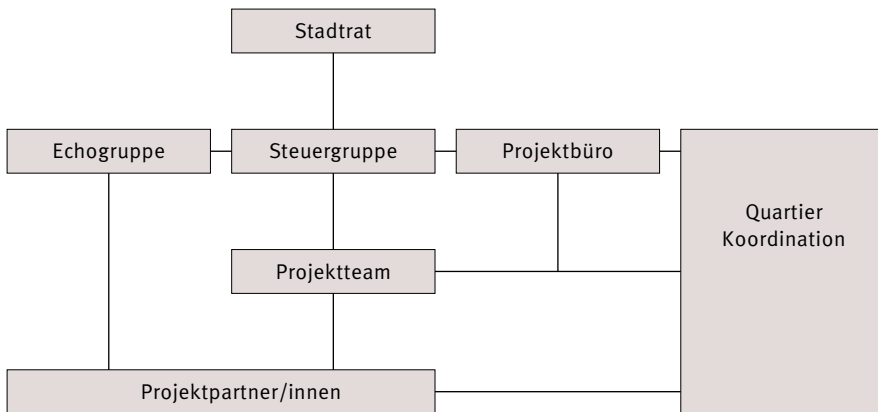 Stadtrat
Echogruppe
Steuergruppe
Projektbüro
Quartier
Koordination
Projektteam
Projektpartner/innen